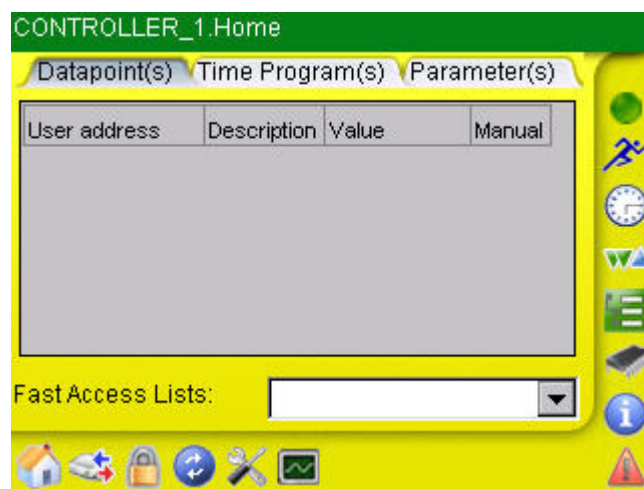 CONTROLLER_1.Home
Datapoint(s) Time Program(s) Parameter(s)
User address Description Value Manual
Fast Access Lists: